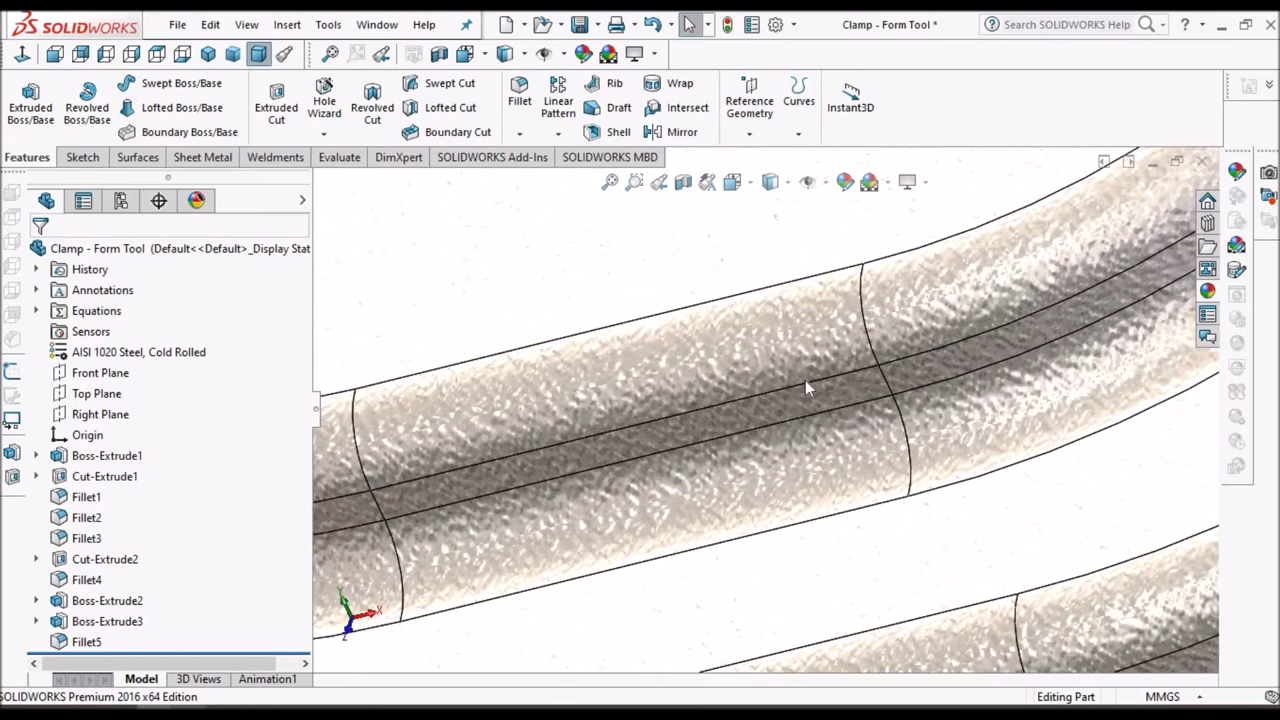 SOLIDWORKS
File Edit View Insert Tools Window Help
Clamp - Form Tool *
Search SOLIDWORKS Help
Extruded Boss/Base
Revolved Boss/Base
Swept Boss/Base
Lofted Boss/Base
Boundary Boss/Base
Extruded Cut
Hole Wizard
Revolved Cut
Swept Cut
Lofted Cut
Boundary Cut
Fillet
Linear Pattern
Rib
Draft
Shell
Wrap
Intersect
Mirror
Reference Geometry
Curves
Instant3D
Features Sketch Surfaces Sheet Metal Weldments Evaluate DimXpert SOLIDWORKS Add-Ins SOLIDWORKS MBD
Clamp - Form Tool (Default<<Default>_Display Stat
History
Annotations
Equations
Sensors
AISI 1020 Steel, Cold Rolled
Front Plane
Top Plane
Right Plane
Origin
Boss-Extrude1
Cut-Extrude1
Fillet1
Fillet2
Fillet3
Cut-Extrude2
Fillet4
Boss-Extrude2
Boss-Extrude3
Fillet5
Y
X
Z
Model 3D Views Animation1
SOLIDWORKS Premium 2016 x64 Edition
Editing Part
MMGS